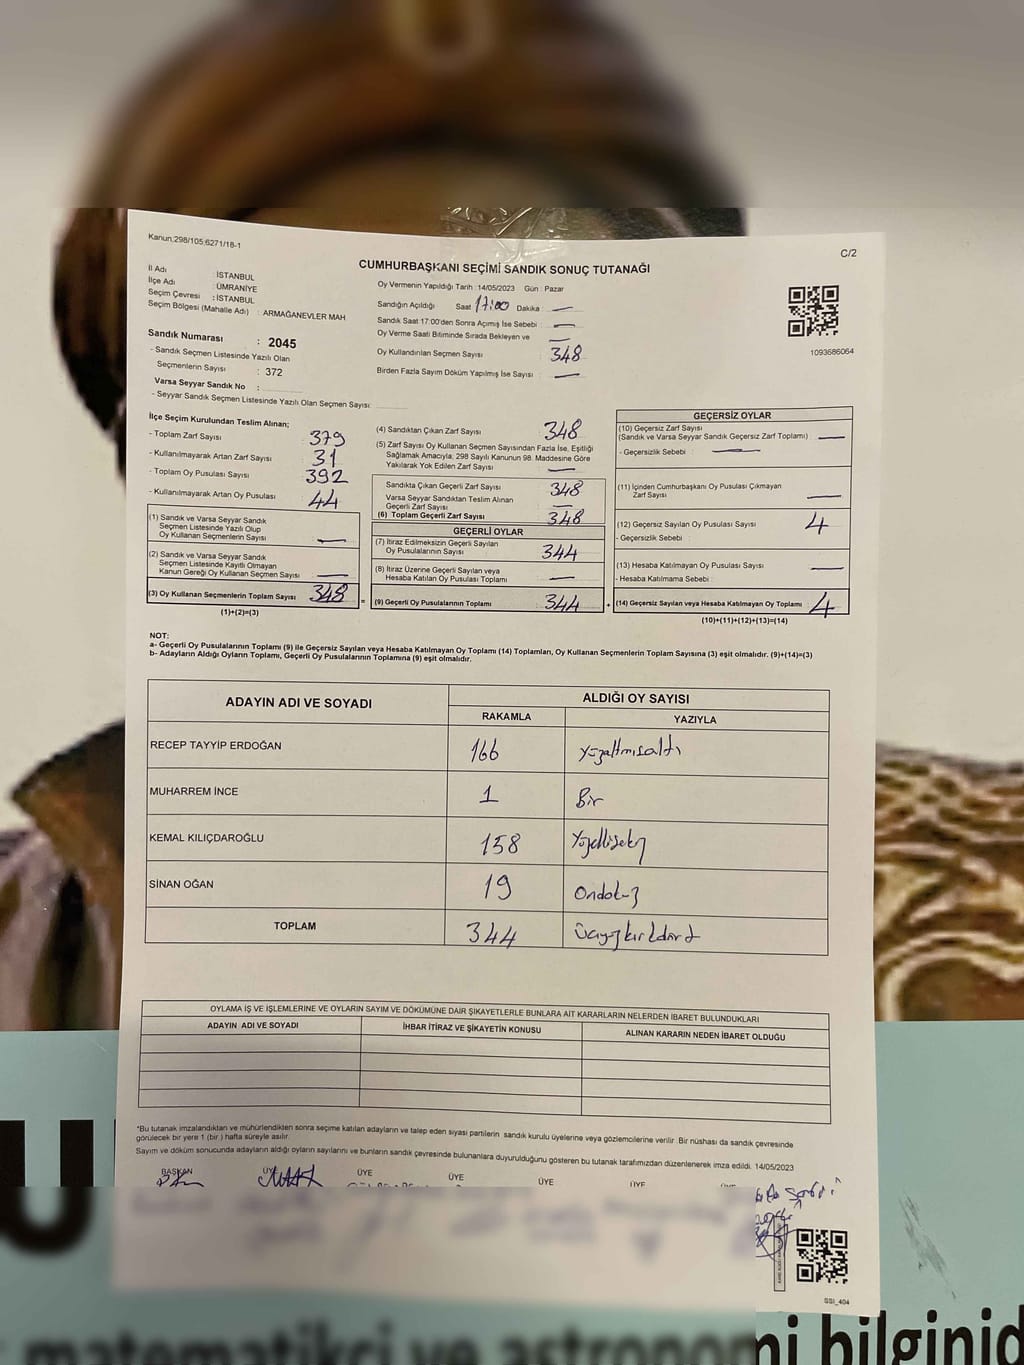 Kanun;298/105;6271/18-1
C/2
CUMHURBAŞKANI SEÇİMİ SANDIK SONUÇ TUTANAĞI
İl Adı : İSTANBUL
İlçe Adı : ÜMRANİYE
Seçim Çevresi : İSTANBUL
Seçim Bölgesi (Mahalle Adı) : ARMAĞANEVLER MAH
Sandık Numarası : 2045
- Sandık Seçmen Listesinde Yazılı Olan
Seçmenlerin Sayısı : 372
Varsa Seyyar Sandık No :
- Seyyar Sandık Seçmen Listesinde Yazılı Olan Seçmen Sayısı:
Oy Vermenin Yapıldığı Tarih :14/05/2023 Gün : Pazar
Sandığın Açıldığı Saat 17:00 Dakika : —
Sandık Saat 17:00'den Sonra Açımış İse Sebebi : —
Oy Verme Saati Bitiminde Sırada Bekleyen ve —
Oy Kullandırılan Seçmen Sayısı : 348
Birden Fazla Sayım Döküm Yapılmış İse Sayısı : —
1093686064
İlçe Seçim Kurulundan Teslim Alınan;
- Toplam Zarf Sayısı 379
- Kullanılmayarak Artan Zarf Sayısı 31
- Toplam Oy Pusulası Sayısı 392
- Kullanılmayarak Artan Oy Pusulası 44
(1) Sandık ve Varsa Seyyar Sandık
Seçmen Listesinde Yazılı Olup
Oy Kullanan Seçmenlerin Sayısı —
(2) Sandık ve Varsa Seyyar Sandık
Seçmen Listesinde Kayıtlı Olmayan
Kanun Gereği Oy Kullanan Seçmen Sayısı —
(3) Oy Kullanan Seçmenlerin Toplam Sayısı 348
(1)+(2)=(3)
=
(4) Sandıktan Çıkan Zarf Sayısı 348
(5) Zarf Sayısı Oy Kullanan Seçmen Sayısından Fazla İse, Eşitliği
Sağlamak Amacıyla, 298 Sayılı Kanunun 98. Maddesine Göre
Yakılarak Yok Edilen Zarf Sayısı —
Sandıkta Çıkan Geçerli Zarf Sayısı 348
Varsa Seyyar Sandıktan Teslim Alınan
Geçerli Zarf Sayısı —
(6) Toplam Geçerli Zarf Sayısı 348
GEÇERLİ OYLAR
(7) İtiraz Edilmeksizin Geçerli Sayılan
Oy Pusulalarının Sayısı 344
(8) İtiraz Üzerine Geçerli Sayılan veya
Hesaba Katılan Oy Pusulası Toplamı —
(9) Geçerli Oy Pusulalarının Toplamı 344
+
GEÇERSİZ OYLAR
(10) Geçersiz Zarf Sayısı
(Sandık ve Varsa Seyyar Sandık Geçersiz Zarf Toplamı) —
- Geçersizlik Sebebi : —
(11) İçinden Cumhurbaşkanı Oy Pusulası Çıkmayan
Zarf Sayısı —
(12) Geçersiz Sayılan Oy Pusulası Sayısı 4
- Geçersizlik Sebebi :
(13) Hesaba Katılmayan Oy Pusulası Sayısı —
- Hesaba Katılmama Sebebi :
(14) Geçersiz Sayılan veya Hesaba Katılmayan Oy Toplamı 4
(10)+(11)+(12)+(13)=(14)
NOT:
a- Geçerli Oy Pusulalarının Toplamı (9) ile Geçersiz Sayılan veya Hesaba Katılmayan Oy Toplamı (14) Toplamları, Oy Kullanan Seçmenlerin Toplam Sayısına (3) eşit olmalıdır. (9)+(14)=(3)
b- Adayların Aldığı Oyların Toplamı, Geçerli Oy Pusulalarının Toplamına (9) eşit olmalıdır.
ADAYIN ADI VE SOYADI ALDIĞI OY SAYISI
RAKAMLA YAZIYLA
RECEP TAYYİP ERDOĞAN 166 Yüzaltmışaltı
MUHARREM İNCE 1 Bir
KEMAL KILIÇDAROĞLU 158 Yüzellisekiz
SİNAN OĞAN 19 Ondokuz
TOPLAM 344 Üçyüzkırkdört
OYLAMA İŞ VE İŞLEMLERİNE VE OYLARIN SAYIM VE DÖKÜMÜNE DAİR ŞİKAYETLERLE BUNLARA AİT KARARLARIN NELERDEN İBARET BULUNDUKLARI
ADAYIN ADI VE SOYADI İHBAR İTİRAZ VE ŞİKAYETİN KONUSU ALINAN KARARIN NEDEN İBARET OLDUĞU
*Bu tutanak imzalandıktan ve mühürlendikten sonra seçime katılan adayların ve talep eden siyasi partilerin sandık kurulu üyelerine veya gözlemcilerine verilir. Bir nüshası da sandık çevresinde
görülecek bir yere 1 (bir ) hafta süreyle asılır.
Sayım ve döküm sonucunda adayların aldığı oyların sayılarını ve bunların sandık çevresinde bulunanlara duyurulduğunu gösteren bu tutanak tarafımızdan düzenlenerek imza edildi. 14/05/2023
BAŞKAN ÜYE ÜYE ÜYE ÜYE ÜYE ÜYE
SSI_404
matematikçi ve astronomi bilginid